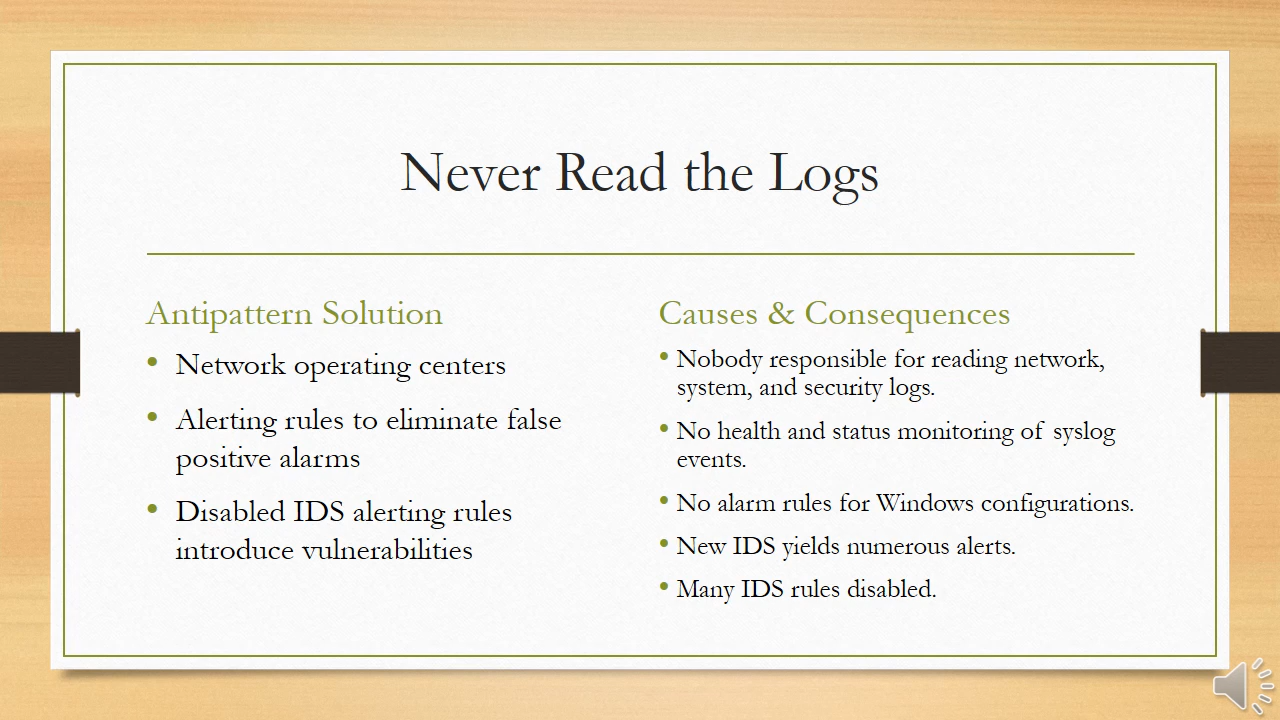 Never Read the Logs
Antipattern Solution
• Network operating centers
• Alerting rules to eliminate false
positive alarms
• Disabled IDS alerting rules
introduce vulnerabilities
Causes & Consequences
• Nobody responsible for reading network,
system, and security logs.
• No health and status monitoring of syslog
events.
• No alarm rules for Windows configurations.
• New IDS yields numerous alerts.
• Many IDS rules disabled.